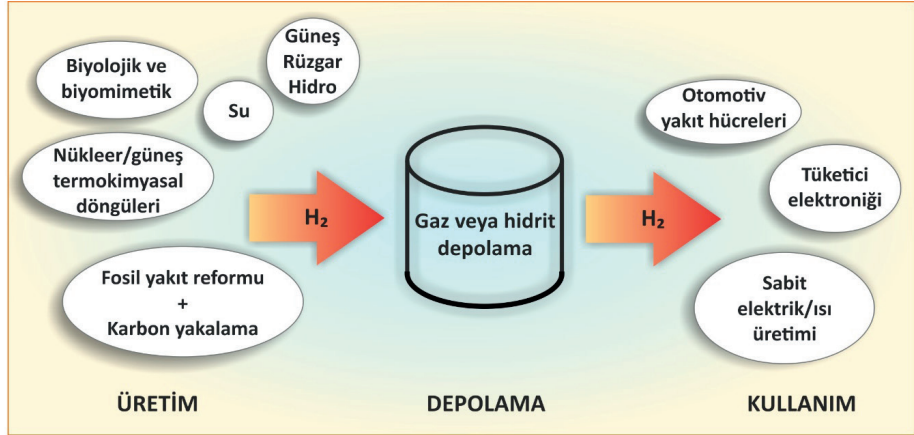 Güneş
Rüzgar
Hidro
Biyolojik ve
biyomimetik
Su
Nükleer/güneş
termokimyasal
döngüleri
Fosil yakıt reformu
+
Karbon yakalama
H₂
Gaz veya hidrit
depolama
H₂
Otomotiv
yakıt hücreleri
Tüketici
elektroniği
Sabit
elektrik/ısı
üretimi
ÜRETİM
DEPOLAMA
KULLANIM